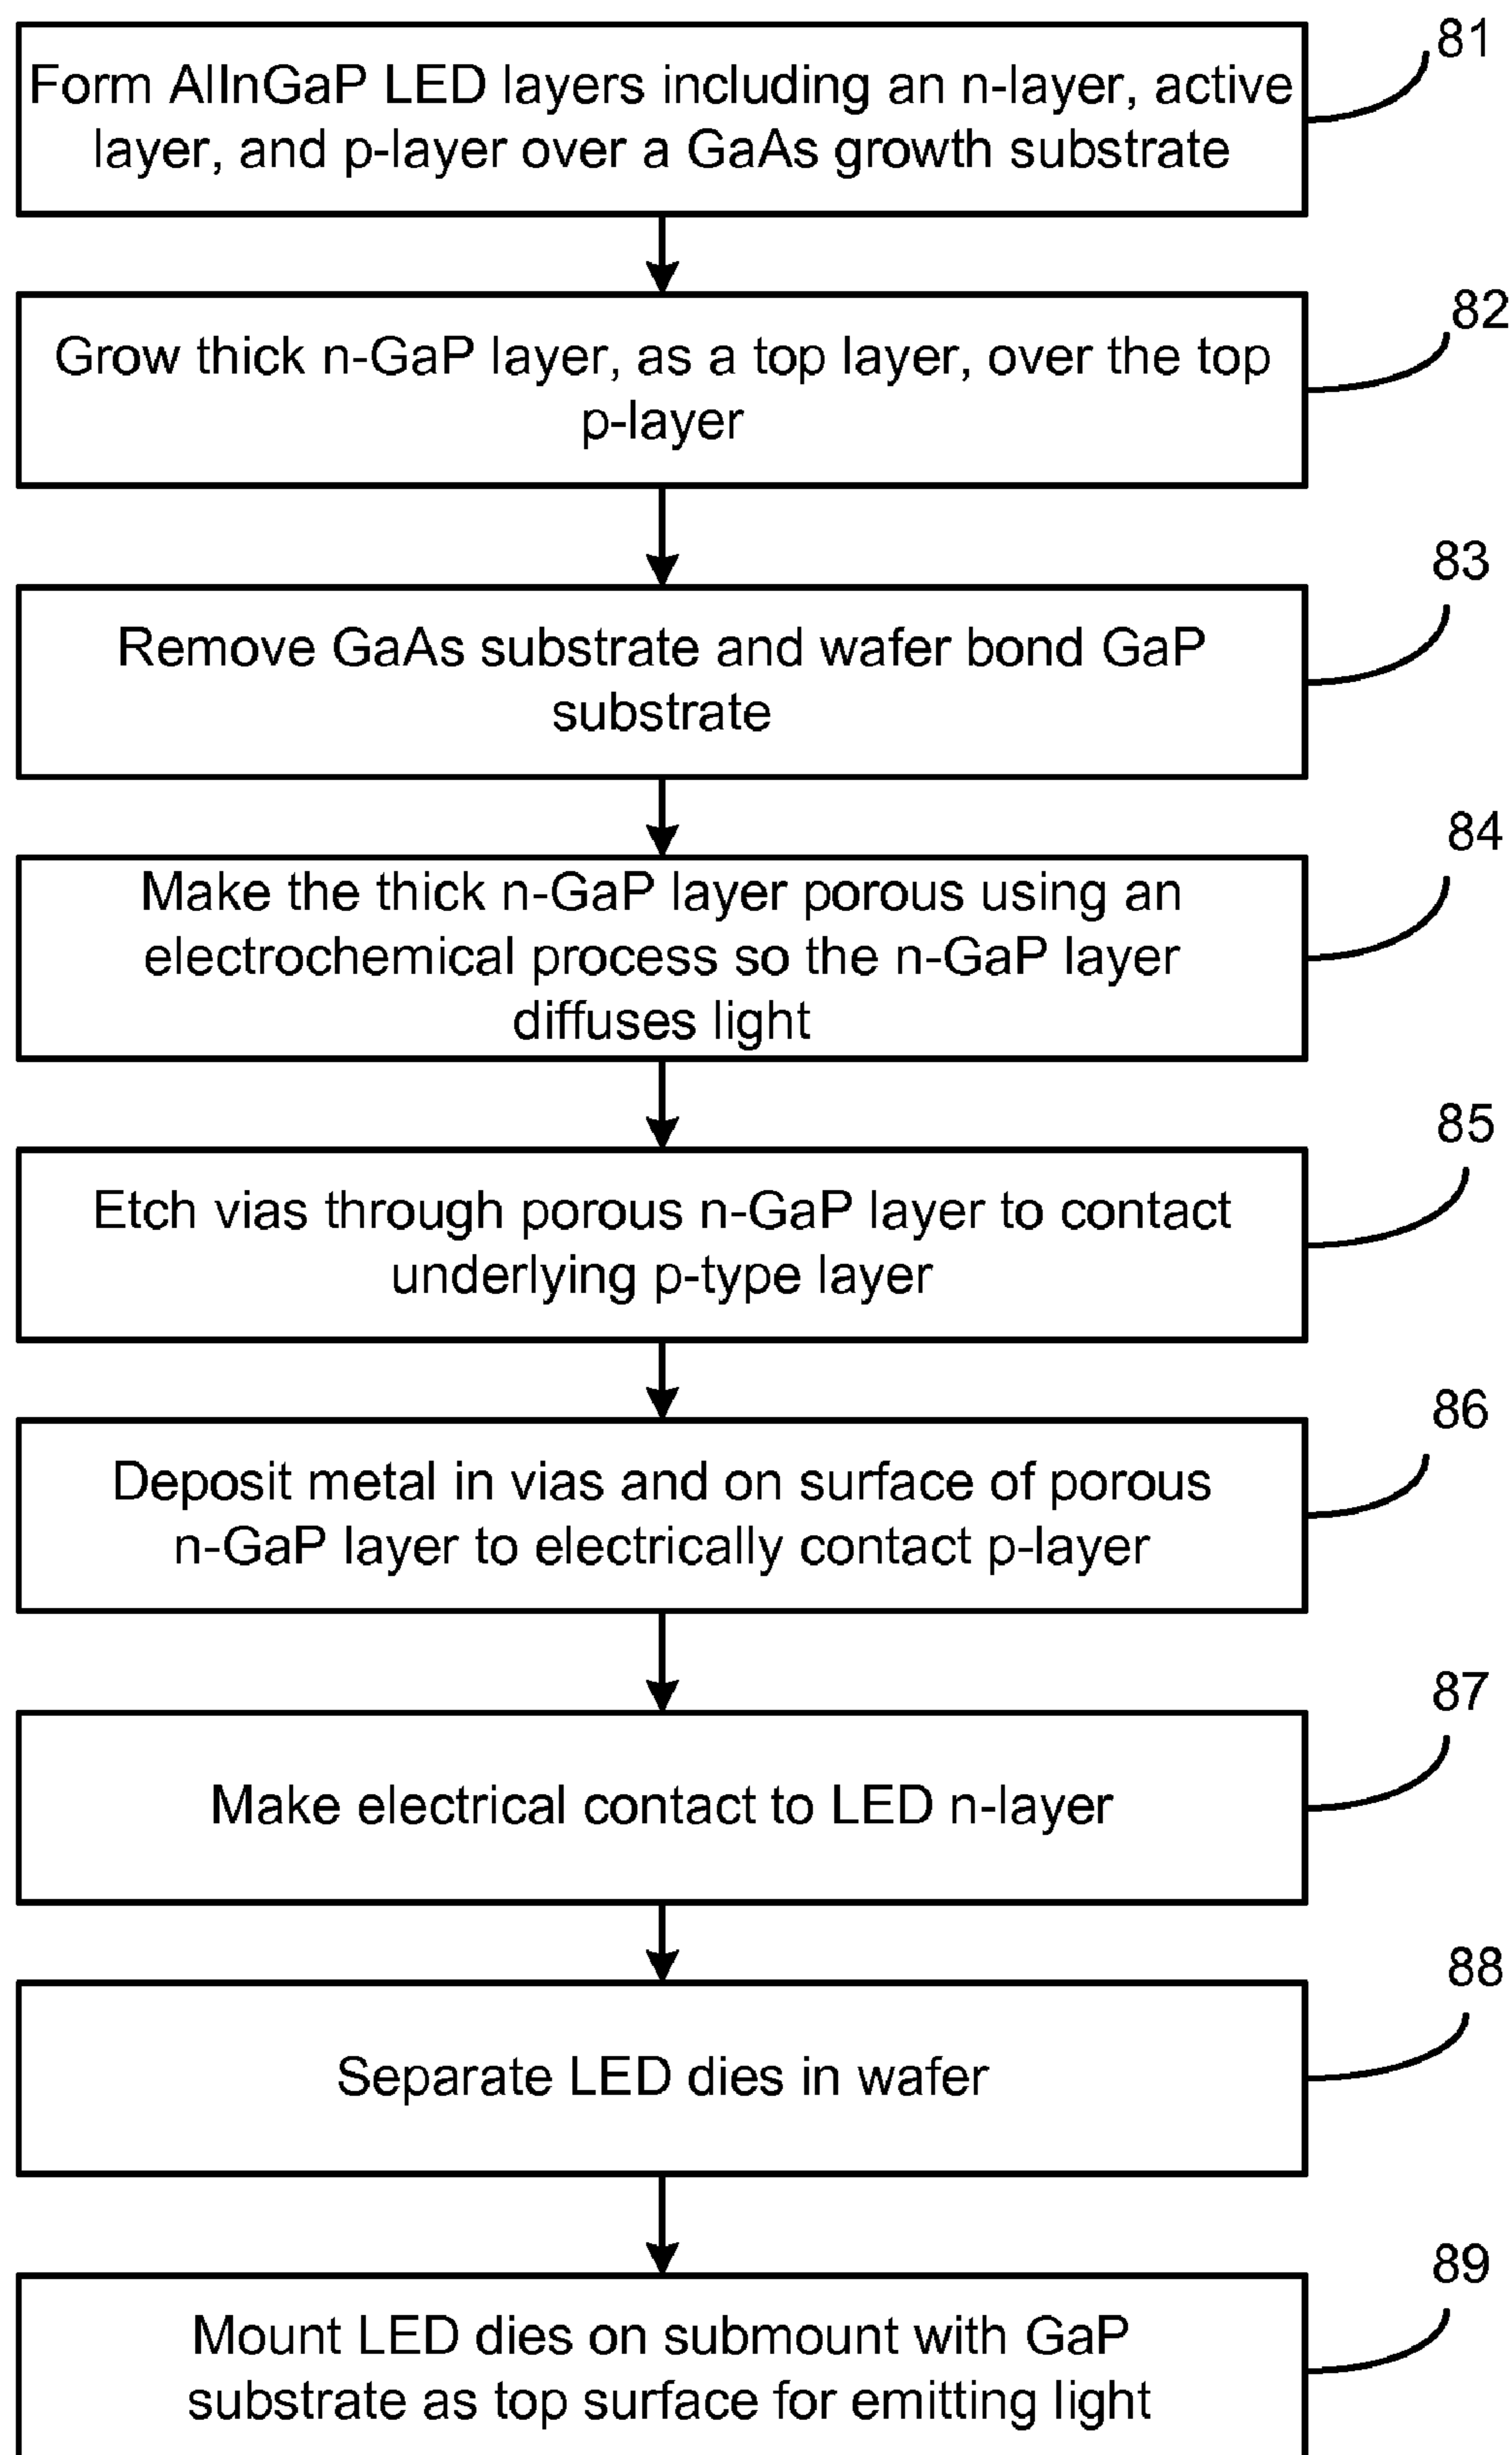 81
Form AlInGaP LED layers including an n-layer, active
layer, and p-layer over a GaAs growth substrate
82
Grow thick n-GaP layer, as a top layer, over the top
p-layer
83
Remove GaAs substrate and wafer bond GaP
substrate
84
Make the thick n-GaP layer porous using an
electrochemical process so the n-GaP layer
diffuses light
85
Etch vias through porous n-GaP layer to contact
underlying p-type layer
86
Deposit metal in vias and on surface of porous
n-GaP layer to electrically contact p-layer
87
Make electrical contact to LED n-layer
88
Separate LED dies in wafer
89
Mount LED dies on submount with GaP
substrate as top surface for emitting light